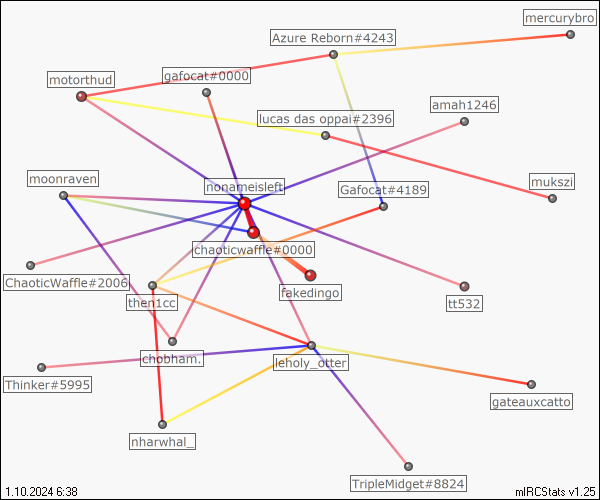 mercurybro
Azure Reborn#4243
gafocat#0000
motorthud
amah1246
lucas das oppai#2396
moonraven
nonameisleft
Gafocat#4189
mukszi
chaoticwaffle#0000
ChaoticWaffle#2006
fakedingo
then1cc
tt532
chobham.
leholy_otter
Thinker#5995
gateauxcatto
nharwhal_
TripleMidget#8824
1.10.2024 6:38
mIRCStats v1.25